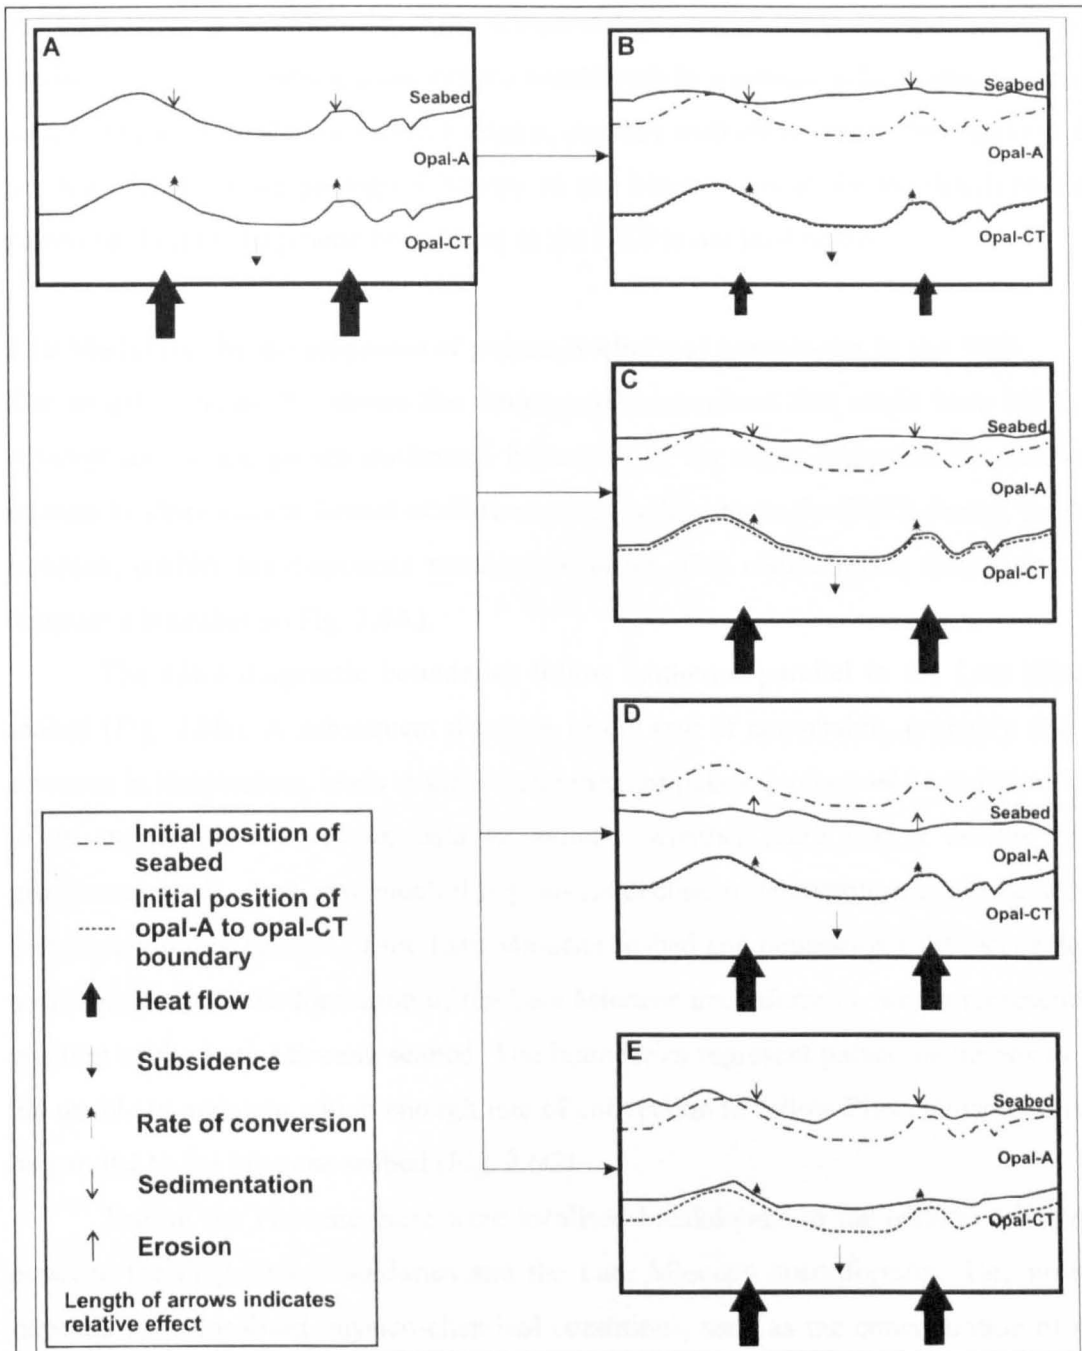 A
Seabed
Opal-A
Opal-CT
B
Seabed
Opal-A
Opal-CT
C
Seabed
Opal-A
Opal-CT
D
Seabed
Opal-A
Opal-CT
E
Seabed
Opal-A
Opal-CT
Initial position of
seabed
Initial position of
opal-A to opal-CT
boundary
Heat flow
Subsidence
Rate of conversion
Sedimentation
Erosion
Length of arrows indicates
relative effect